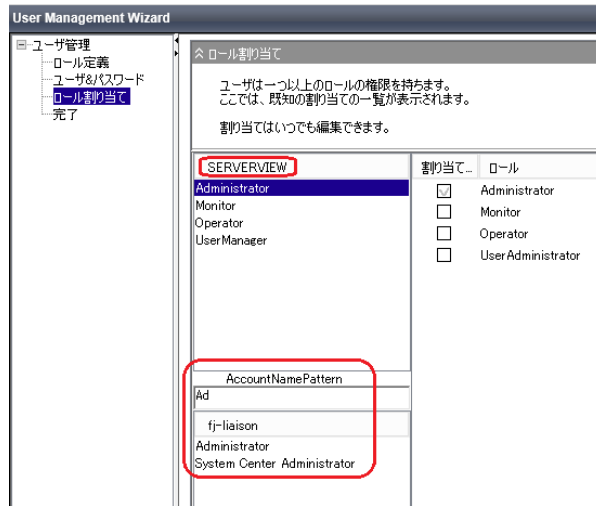 User Management Wizard
ユーザ管理
ロール定義
ユーザ&パスワード
ロール割り当て
完了
ロール割り当て
ユーザは一つ以上のロールの権限を持ちます。
ここでは、既知の割り当ての一覧が表示されます。
割り当てはいつでも編集できます。
SERVERVIEW
Administrator
Monitor
Operator
UserManager
割り当て... ロール
Administrator
Monitor
Operator
UserAdministrator
AccountNamePattern
Ad
fj-liaison
Administrator
System Center Administrator